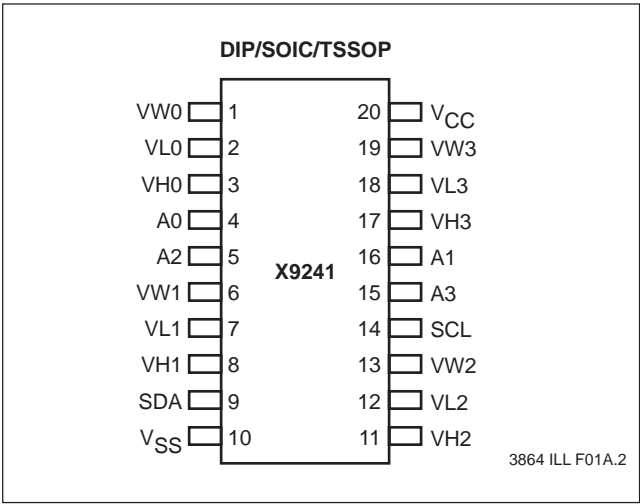 DIP/SOIC/TSSOP
VW0 1 20 VCC
VL0 2 19 VW3
VH0 3 18 VL3
A0 4 17 VH3
A2 5 16 A1
X9241
VW1 6 15 A3
VL1 7 14 SCL
VH1 8 13 VW2
SDA 9 12 VL2
VSS 10 11 VH2
3864 ILL F01A.2